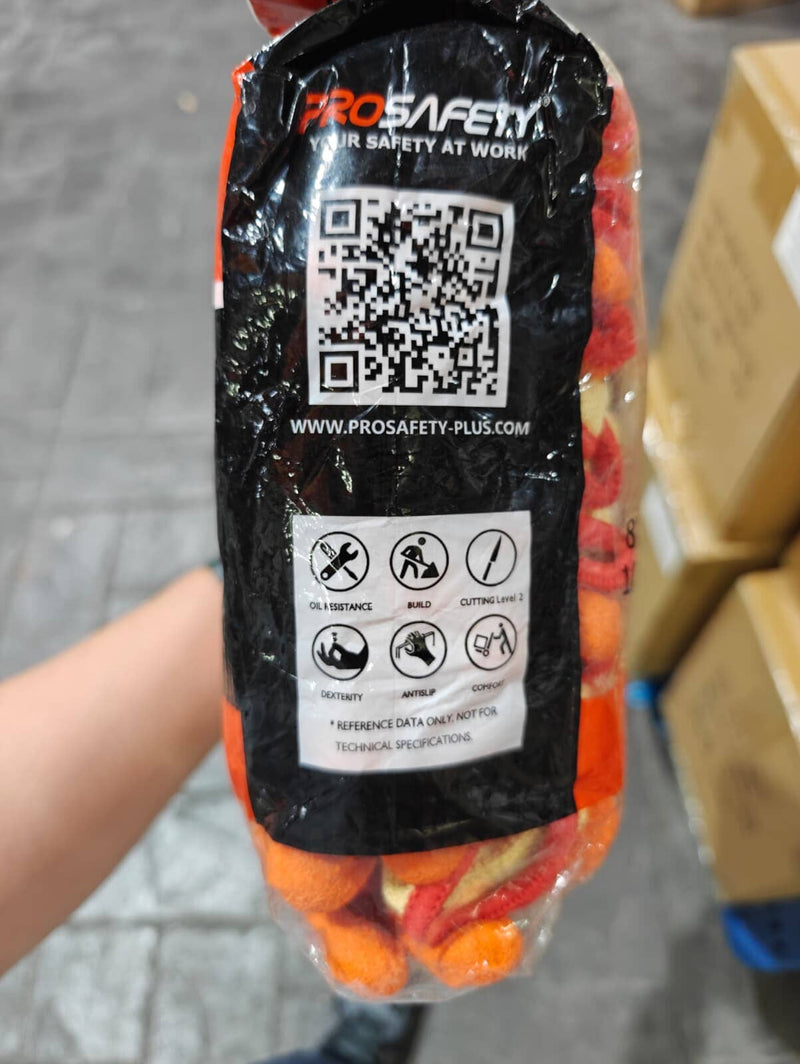 PROSAFETY®
YOUR SAFETY AT WORK
WWW.PROSAFETY-PLUS.COM
OIL RESISTANCE BUILD CUTTING Level 2
DEXTERITY ANTISLIP COMFORT
* REFERENCE DATA ONLY. NOT FOR
TECHNICAL SPECIFICATIONS.